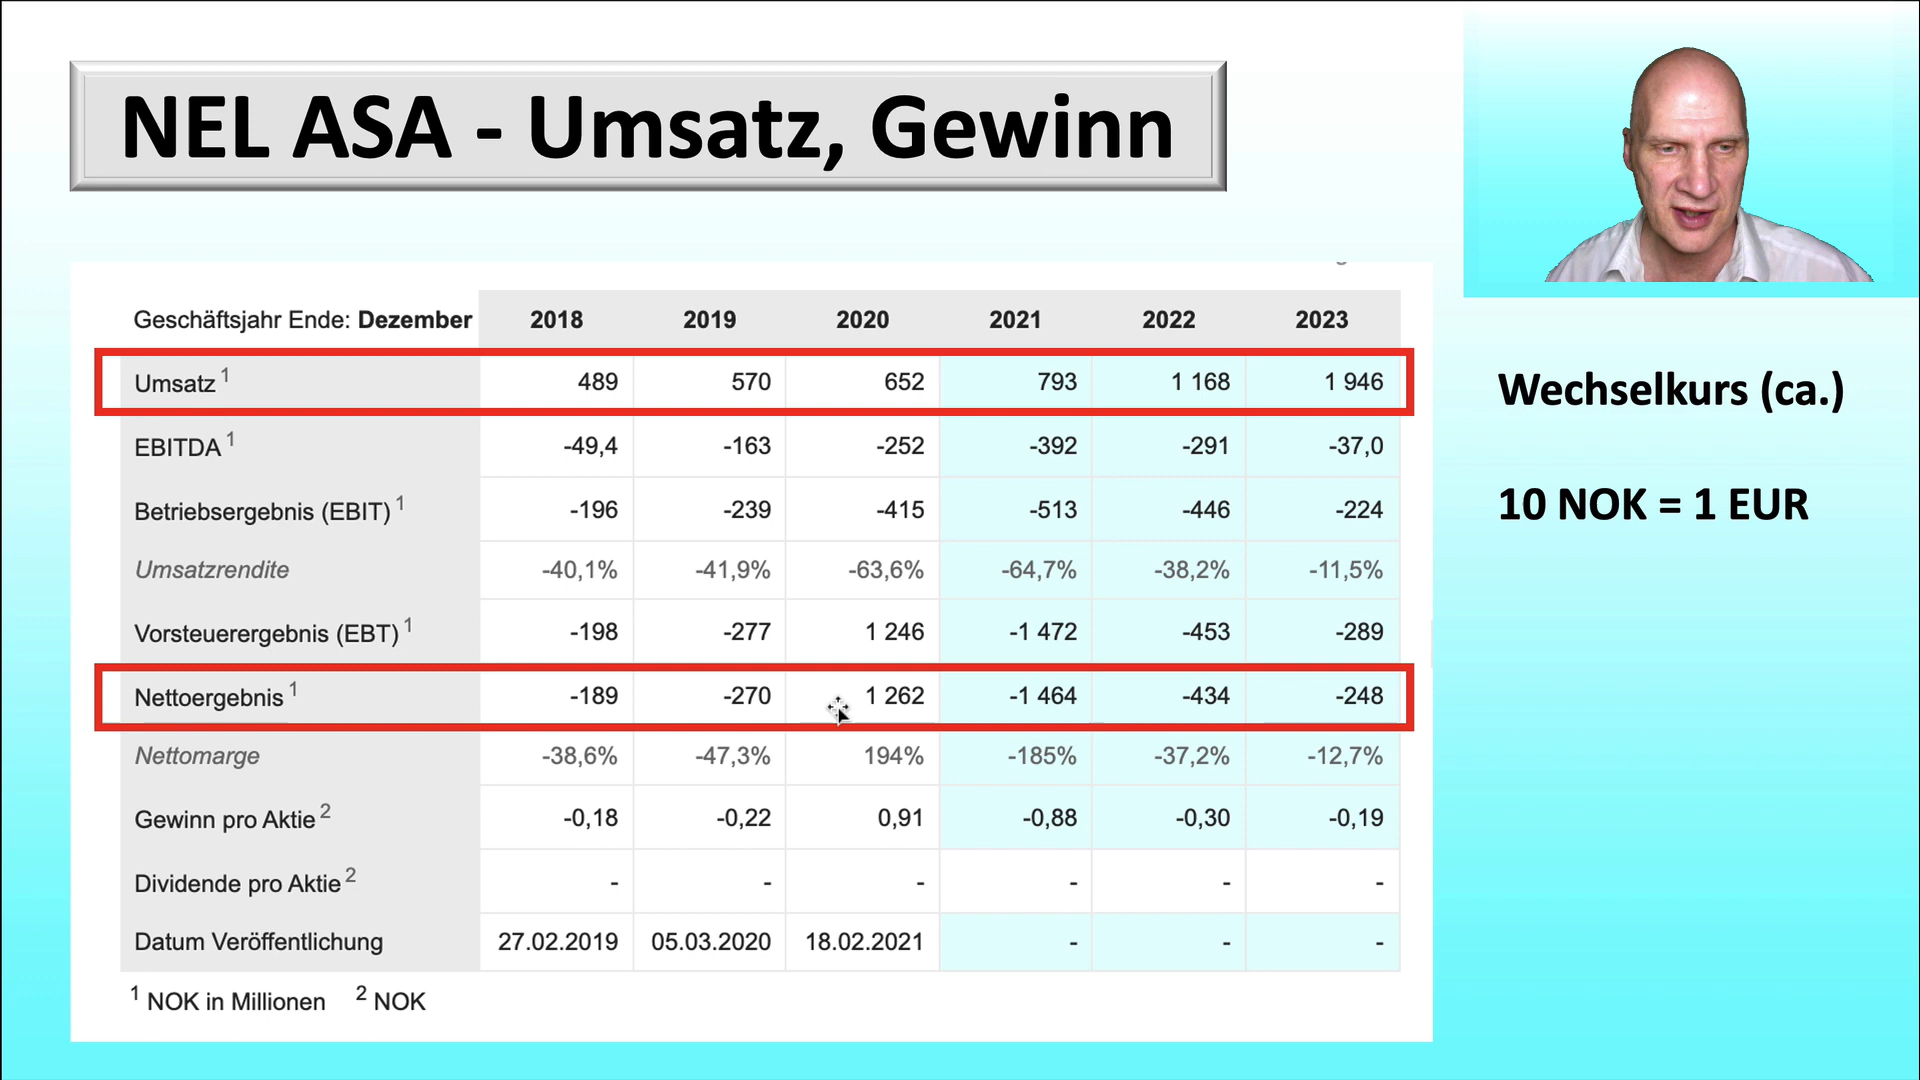 NEL ASA - Umsatz, Gewinn
Geschäftsjahr Ende: Dezember 2018 2019 2020 2021 2022 2023
Umsatz 1 489 570 652 793 1 168 1 946
EBITDA 1 -49,4 -163 -252 -392 -291 -37,0
Betriebsergebnis (EBIT) 1 -196 -239 -415 -513 -446 -224
Umsatzrendite -40,1% -41,9% -63,6% -64,7% -38,2% -11,5%
Vorsteuerergebnis (EBT) 1 -198 -277 1 246 -1 472 -453 -289
Nettoergebnis 1 -189 -270 1 262 -1 464 -434 -248
Nettomarge -38,6% -47,3% 194% -185% -37,2% -12,7%
Gewinn pro Aktie 2 -0,18 -0,22 0,91 -0,88 -0,30 -0,19
Dividende pro Aktie 2 - - - - - -
Datum Veröffentlichung 27.02.2019 05.03.2020 18.02.2021 - - -
1 NOK in Millionen 2 NOK
Wechselkurs (ca.)
10 NOK = 1 EUR